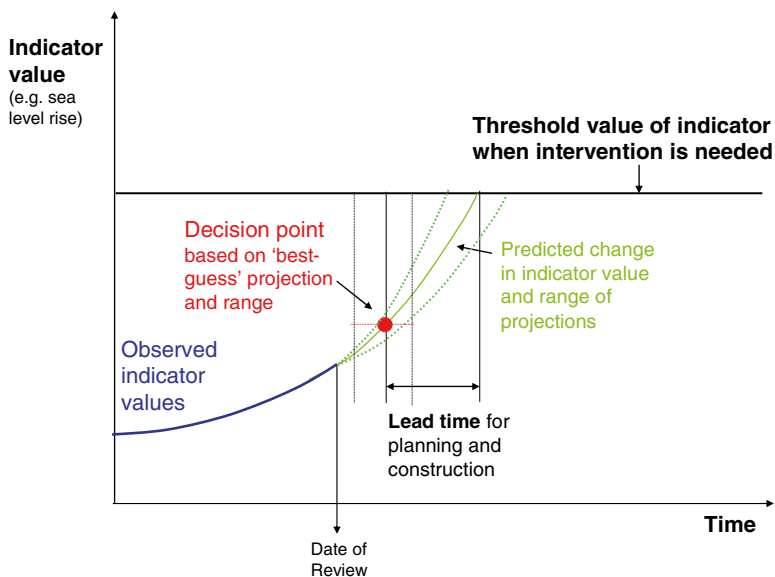 Indicator
value
(e.g. sea
level rise)
Threshold value of indicator
when intervention is needed
Decision point
based on ‘best-
guess’ projection
and range
Predicted change
in indicator value
and range of
projections
Observed
indicator
values
Lead time for
planning and
construction
Time
Date of
Review